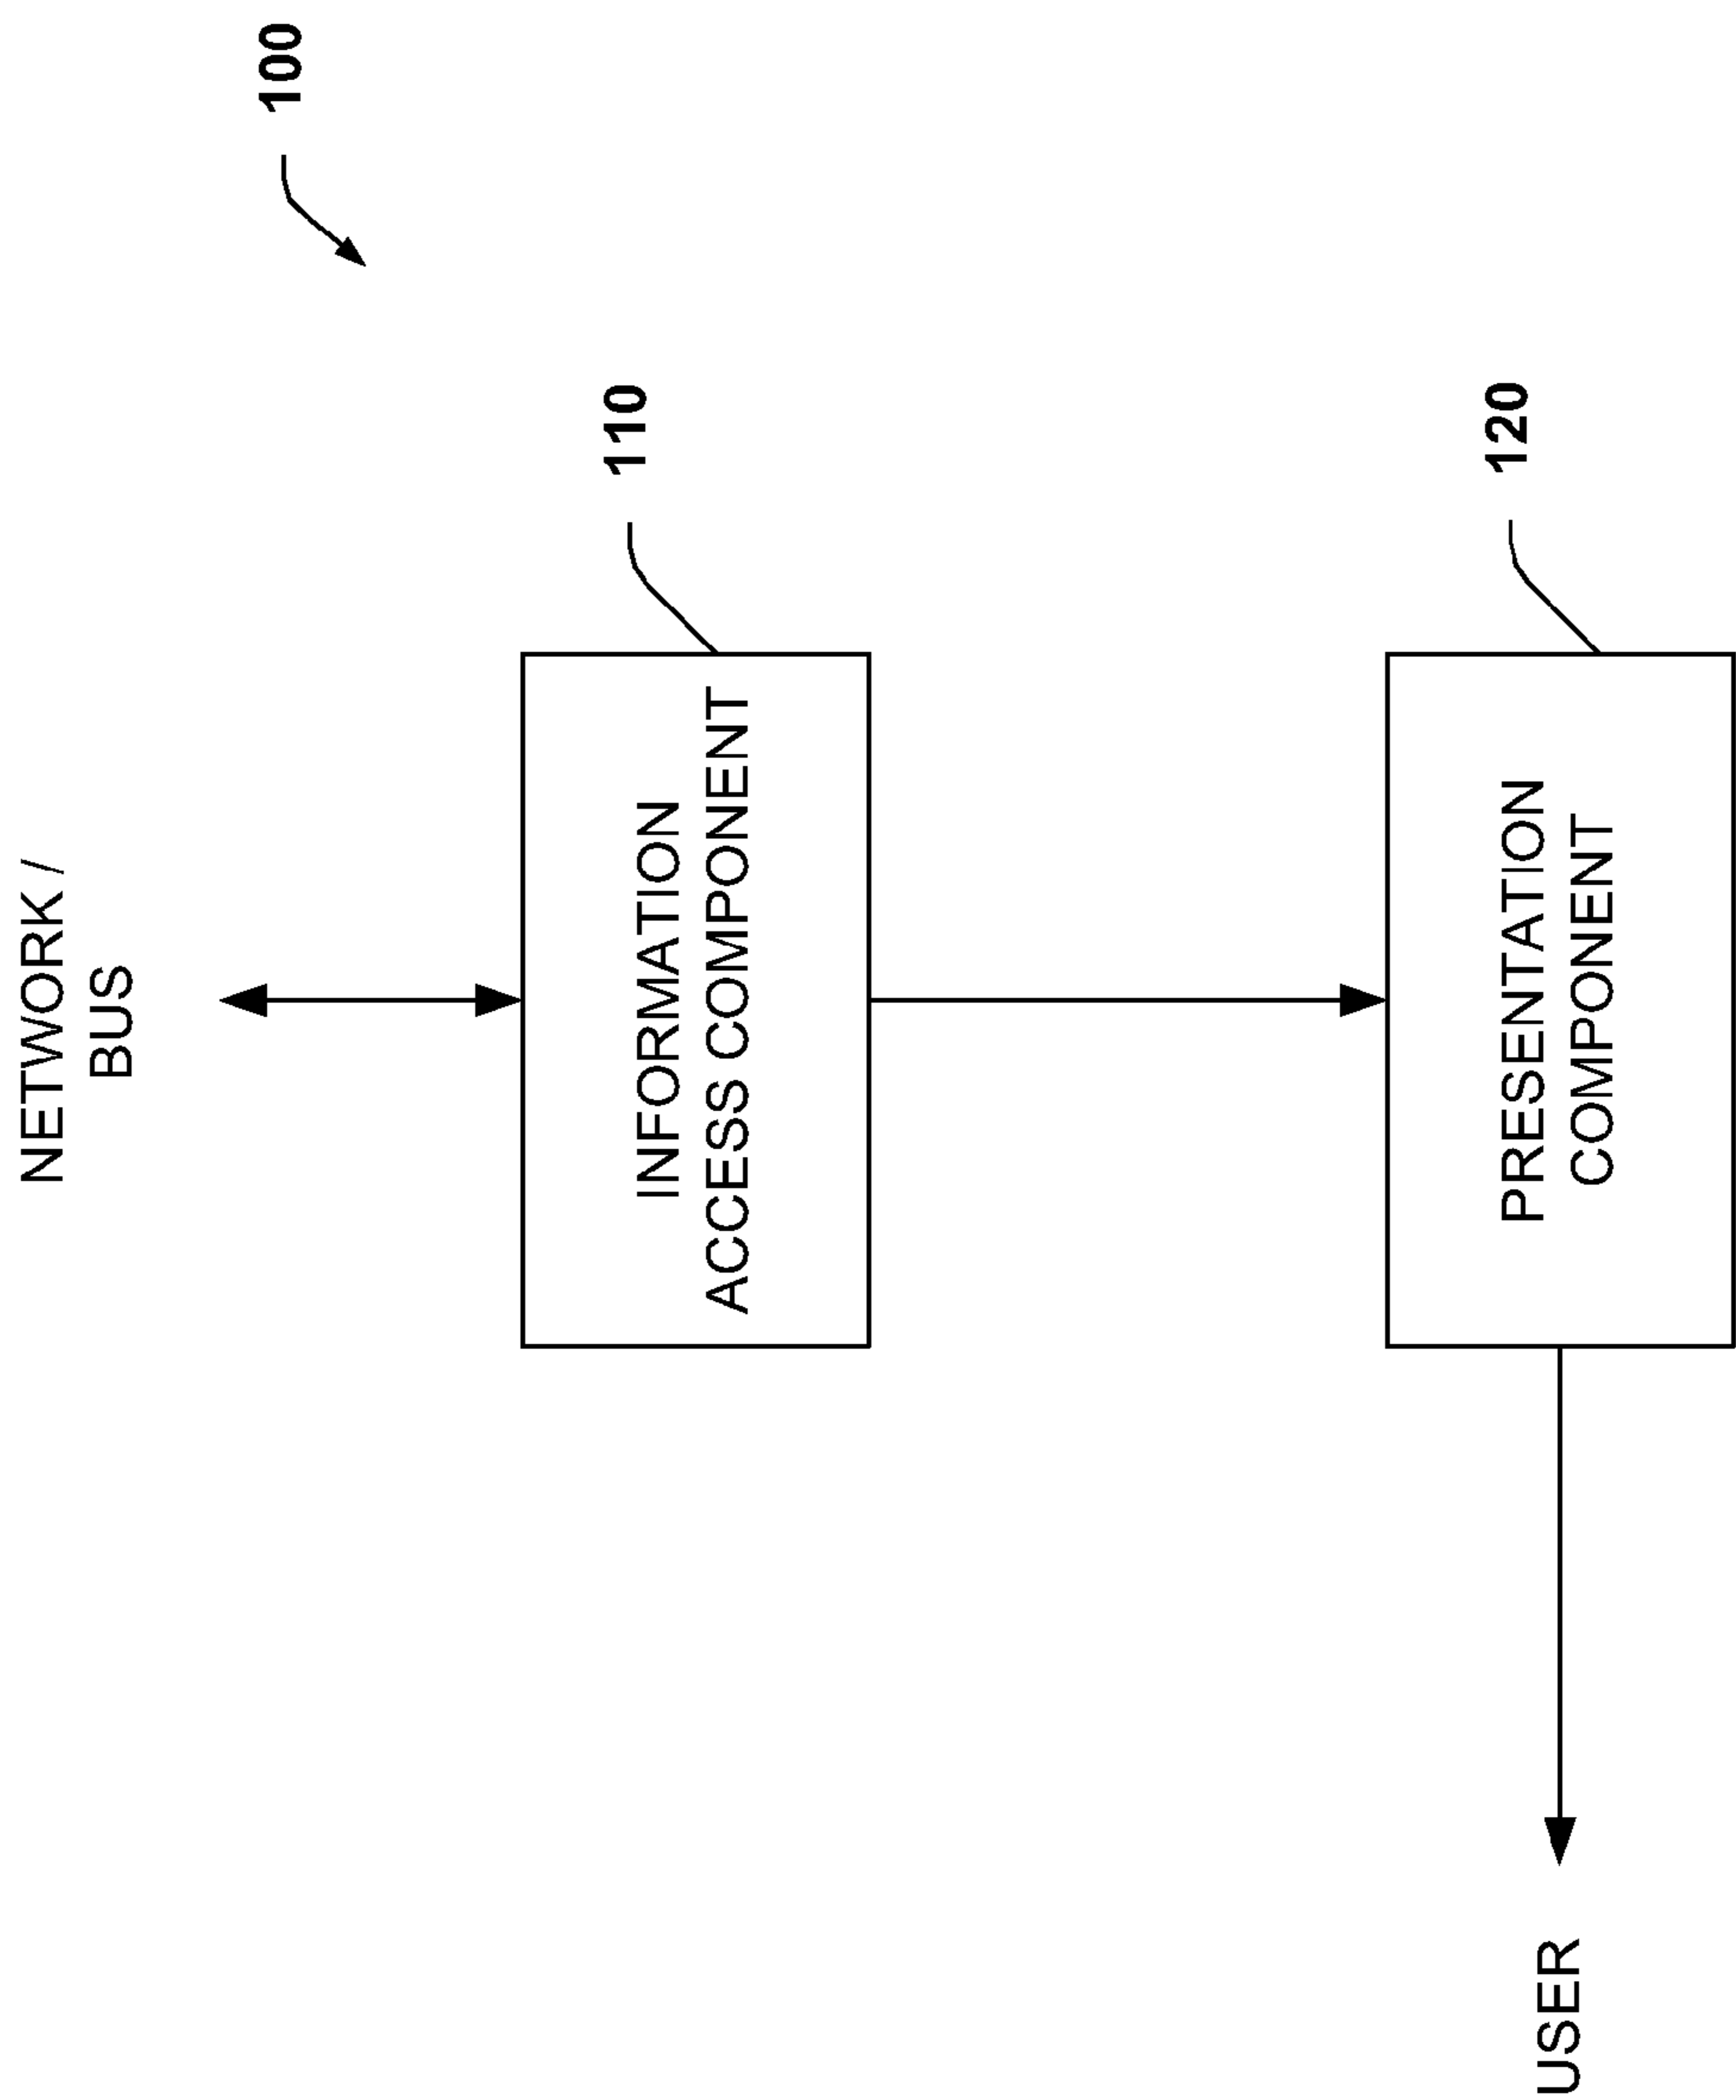 100
NETWORK /
BUS
110
INFORMATION
ACCESS COMPONENT
120
PRESENTATION
COMPONENT
USER